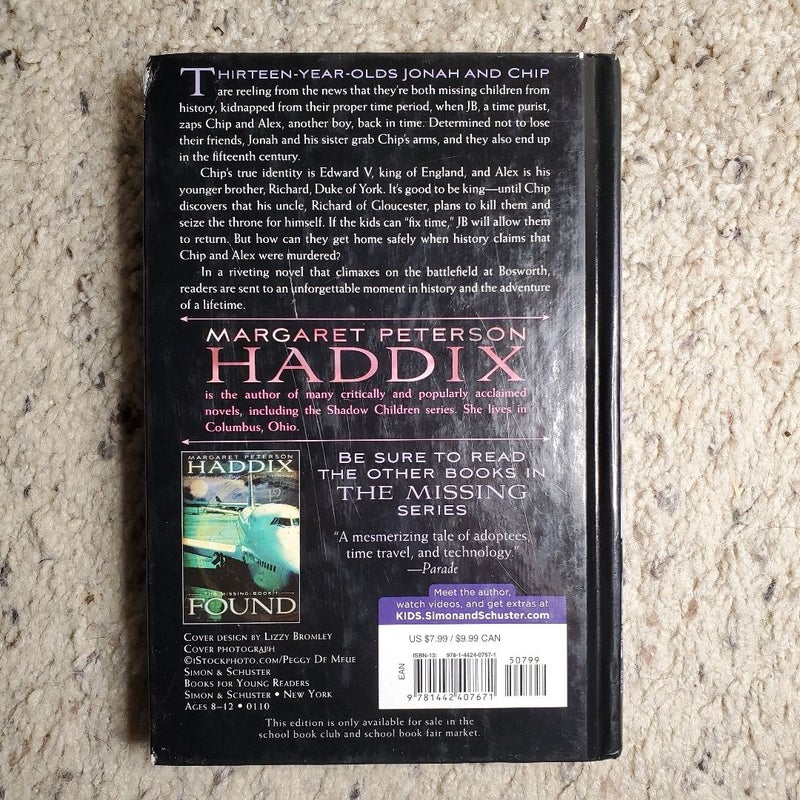 THIRTEEN-YEAR-OLDS JONAH AND CHIP
are reeling from the news that they're both missing children from
history, kidnapped from their proper time period, when JB, a time purist,
zaps Chip and Alex, another boy, back in time. Determined not to lose
their friends, Jonah and his sister grab Chip's arms, and they also end up
in the fifteenth century.
Chip's true identity is Edward V, king of England, and Alex is his
younger brother, Richard, Duke of York. It's good to be king—until Chip
discovers that his uncle, Richard of Gloucester, plans to kill them and
seize the throne for himself. If the kids can "fix time," JB will allow them
to return. But how can they get home safely when history claims that
Chip and Alex were murdered?
In a riveting novel that climaxes on the battlefield at Bosworth,
readers are sent to an unforgettable moment in history and the adventure
of a lifetime.
MARGARET PETERSON
HADDIX
is the author of many critically and popularly acclaimed
novels, including the Shadow Children series. She lives in
Columbus, Ohio.
MARGARET PETERSON
HADDIX
THE MISSING: BOOK 1
FOUND
BE SURE TO READ
THE OTHER BOOKS IN
THE MISSING
SERIES
"A mesmerizing tale of adoptees,
time travel, and technology."
—Parade
Meet the author,
watch videos, and get extras at
KIDS.SimonandSchuster.com
COVER DESIGN BY LIZZY BROMLEY
COVER PHOTOGRAPH
©ISTOCKPHOTO.COM/PEGGY DE MEUE
SIMON & SCHUSTER
BOOKS FOR YOUNG READERS
SIMON & SCHUSTER • NEW YORK
AGES 8–12 • 0110
US $7.99 / $9.99 CAN
ISBN-13: 978-1-4424-0767-1
50799
EAN
9 781442 407671
This edition is only available for sale in the
school book club and school book fair market.